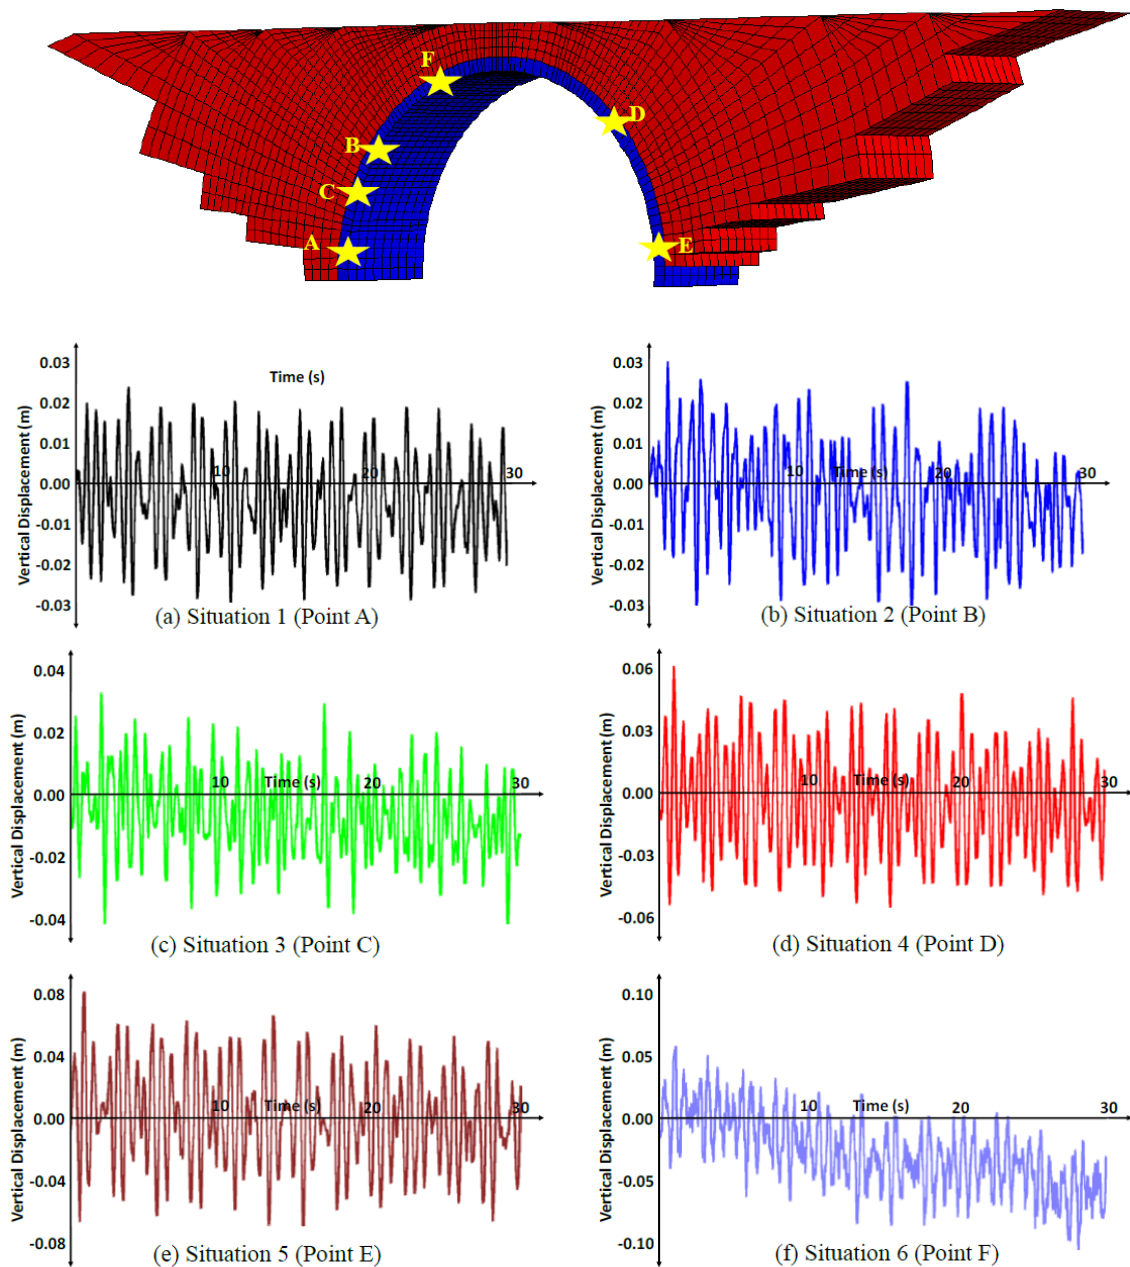 F
D
B
C
A
E
0.03
0.02
0.01
0.00
-0.01
-0.02
-0.03
Vertical Displacement (m)
Time (s)
10
20
30
(a) Situation 1 (Point A)
0.03
0.02
0.01
0.00
-0.01
-0.02
-0.03
Vertical Displacement (m)
10
Time (s)
20
30
(b) Situation 2 (Point B)
0.04
0.02
0.00
-0.02
-0.04
Vertical Displacement (m)
10
Time (s)
20
30
(c) Situation 3 (Point C)
0.06
0.03
0.00
-0.03
-0.06
Vertical Displacement (m)
10
Time (s)
20
30
(d) Situation 4 (Point D)
0.08
0.04
0.00
-0.04
-0.08
Vertical Displacement (m)
10
Time (s)
20
30
(e) Situation 5 (Point E)
0.10
0.05
0.00
-0.05
-0.10
Vertical Displacement (m)
10
Time (s)
20
30
(f) Situation 6 (Point F)